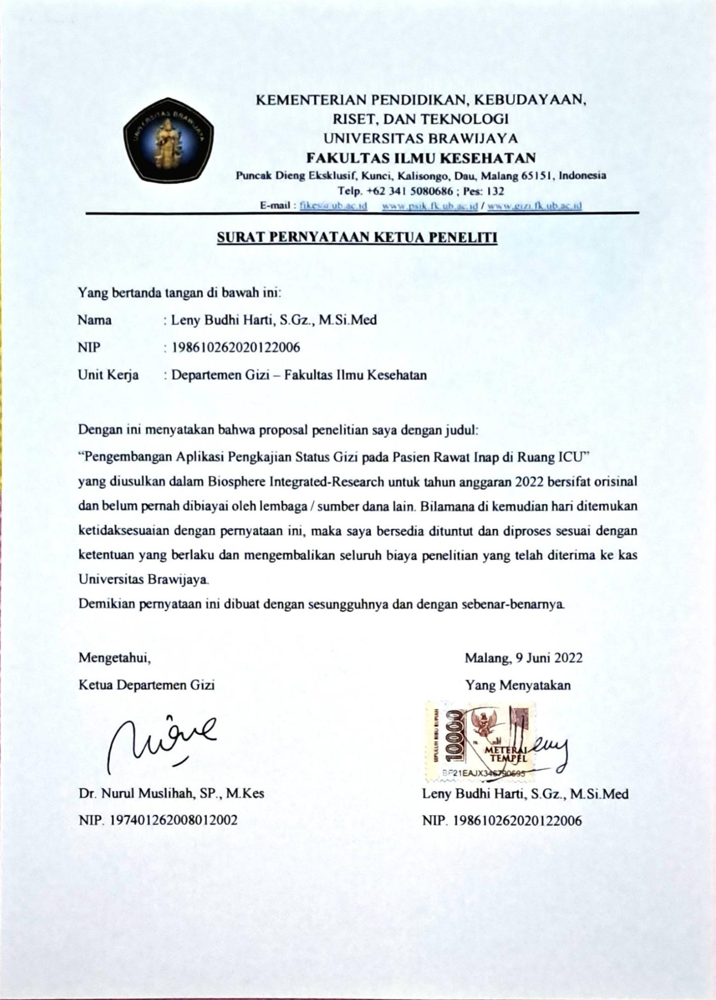 UNIVERSITAS BRAWIJAYA
KEMENTERIAN PENDIDIKAN, KEBUDAYAAN,
RISET, DAN TEKNOLOGI
UNIVERSITAS BRAWIJAYA
FAKULTAS ILMU KESEHATAN
Puncak Dieng Eksklusif, Kunci, Kalisongo, Dau, Malang 65151, Indonesia
Telp. +62 341 5080686 ; Pes: 132
E-mail : fikes@ub.ac.id www.psik.fk.ub.ac.id / www.gizi.fk.ub.ac.id
SURAT PERNYATAAN KETUA PENELITI
Yang bertanda tangan di bawah ini:
Nama : Leny Budhi Harti, S.Gz., M.Si.Med
NIP : 198610262020122006
Unit Kerja : Departemen Gizi – Fakultas Ilmu Kesehatan
Dengan ini menyatakan bahwa proposal penelitian saya dengan judul:
“Pengembangan Aplikasi Pengkajian Status Gizi pada Pasien Rawat Inap di Ruang ICU”
yang diusulkan dalam Biosphere Integrated-Research untuk tahun anggaran 2022 bersifat orisinal
dan belum pernah dibiayai oleh lembaga / sumber dana lain. Bilamana di kemudian hari ditemukan
ketidaksesuaian dengan pernyataan ini, maka saya bersedia dituntut dan diproses sesuai dengan
ketentuan yang berlaku dan mengembalikan seluruh biaya penelitian yang telah diterima ke kas
Universitas Brawijaya.
Demikian pernyataan ini dibuat dengan sesungguhnya dan dengan sebenar-benarnya.
Mengetahui, Malang, 9 Juni 2022
Ketua Departemen Gizi Yang Menyatakan
SEPULUH RIBU RUPIAH
10000
METERAI
TEMPEL
BF21EAJX346790695
Leny
Dr. Nurul Muslihah, SP., M.Kes Leny Budhi Harti, S.Gz., M.Si.Med
NIP. 197401262008012002 NIP. 198610262020122006